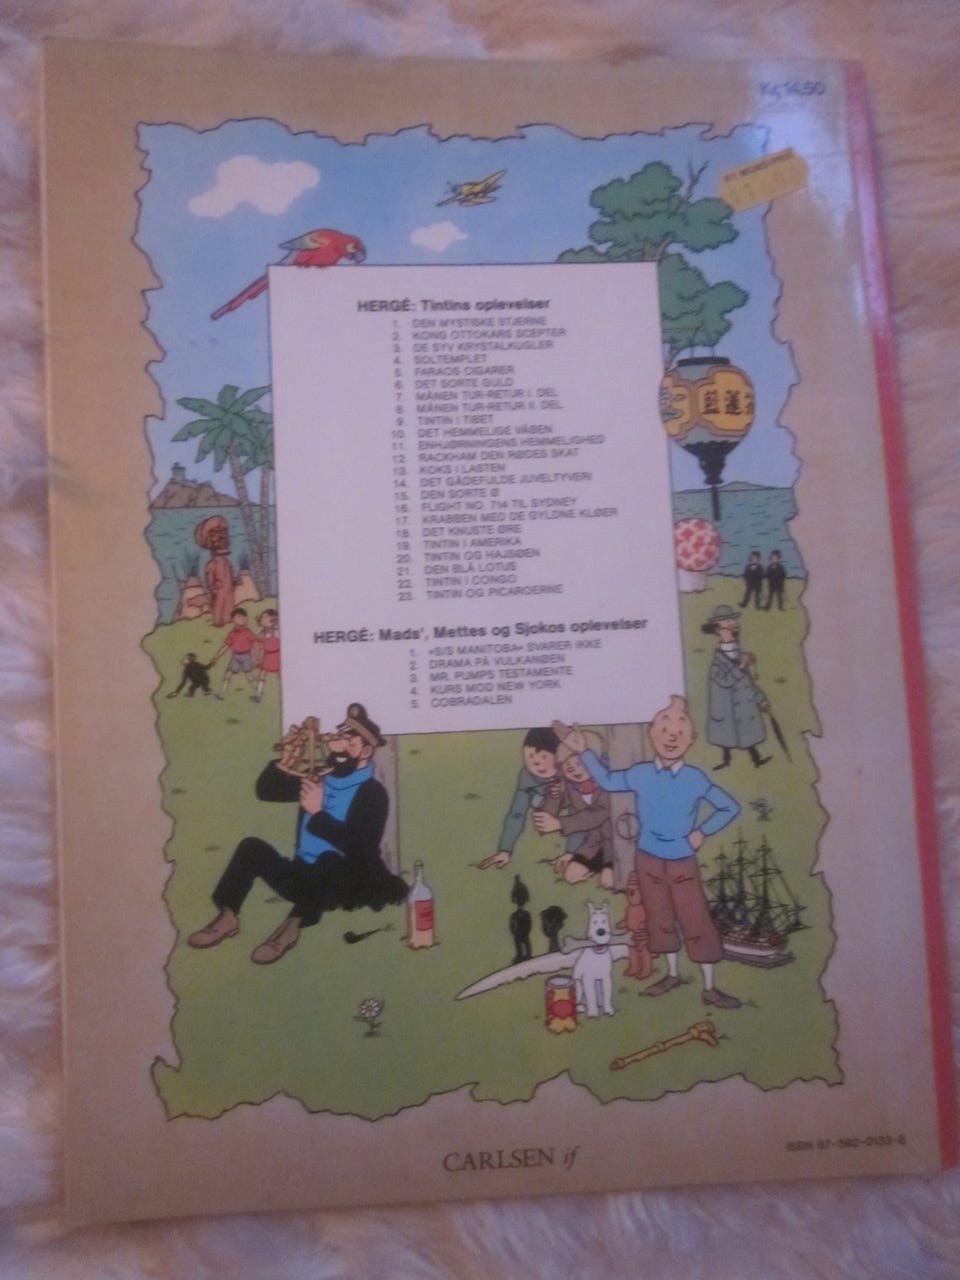 Kr. 14,50
HERGÉ: Tintins oplevelser
1. DEN MYSTISKE STJERNE
2. KONG OTTOKARS SCEPTER
3. DE SYV KRYSTALKUGLER
4. SOLTEMPLET
5. FARAOS CIGARER
6. DET SORTE GULD
7. MÅNEN TUR-RETUR I. DEL
8. MÅNEN TUR-RETUR II. DEL
9. TINTIN I TIBET
10. DET HEMMELIGE VÅBEN
11. ENHJØRNINGENS HEMMELIGHED
12. RACKHAM DEN RØDES SKAT
13. KOKS I LASTEN
14. DET GÅDEFULDE JUVELTYVERI
15. DEN SORTE Ø
16. FLIGHT NO. 714 TIL SYDNEY
17. KRABBEN MED DE GYLDNE KLØER
18. DET KNUSTE ØRE
19. TINTIN I AMERIKA
20. TINTIN OG HAJSØEN
21. DEN BLÅ LOTUS
22. TINTIN I CONGO
23. TINTIN OG PICAROERNE
HERGÉ: Mads', Mettes og Sjokos oplevelser
1. »S/S MANITOBA« SVARER IKKE
2. DRAMA PÅ VULKANØEN
3. MR. PUMPS TESTAMENTE
4. KURS MOD NEW YORK
5. COBRADALEN
CARLSEN if
ISBN 87-562-0133-8